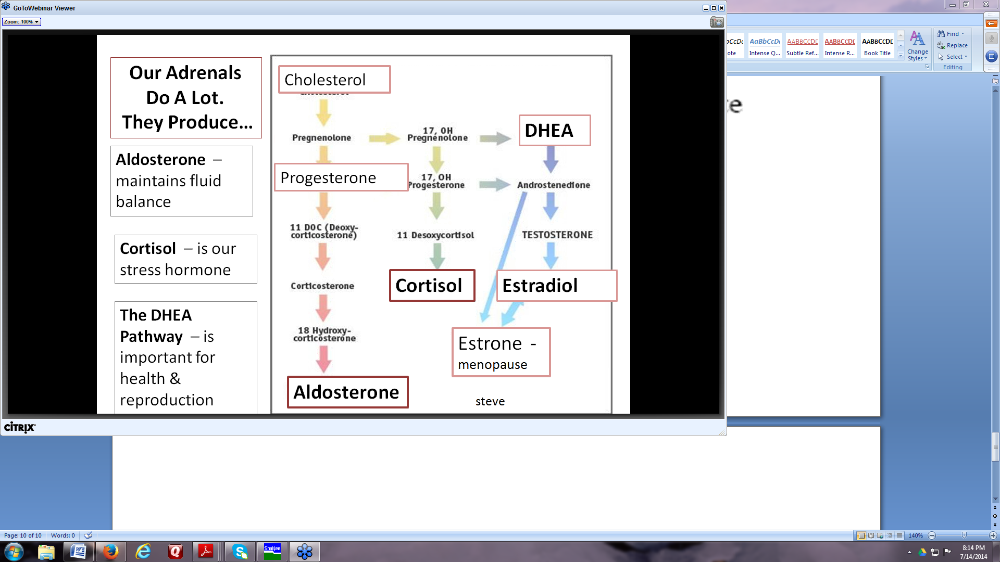 GoToWebinar Viewer
Zoom: 100%
Our Adrenals
Do A Lot.
They Produce...
Aldosterone –
maintains fluid
balance
Cortisol – is our
stress hormone
The DHEA
Pathway – is
important for
health &
reproduction
Cholesterol
Pregnenolone
17, OH
Pregnenolone
DHEA
Progesterone
17, OH
Progesterone
Androstenedione
11 DOC (Deoxy-
corticosterone)
11 Desoxycortisol
TESTOSTERONE
Corticosterone
Cortisol
Estradiol
18 Hydroxy-
corticosterone
Estrone -
menopause
Aldosterone
steve
CITRIX
AaBbCcDc
AABBCCDE
AABBCCDE
AABBCCDE
Intense Q...
Subtle Ref...
Intense R...
Book Title
Change
Styles
Find
Replace
Select
Editing
Page: 10 of 10
Words: 0
140%
Shaklee
8:14 PM
7/14/2014